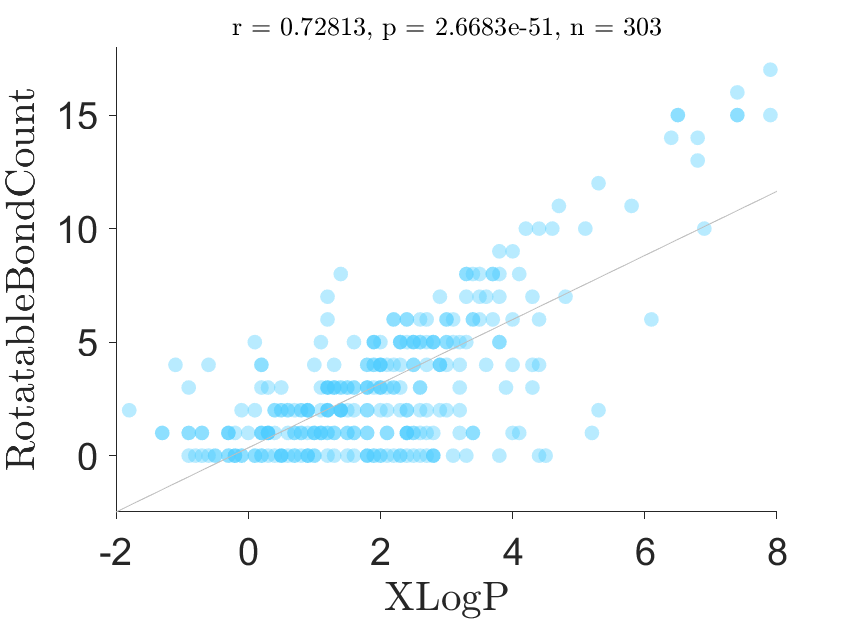 r = 0.72813, p = 2.6683e-51, n = 303
RotatableBondCount
15
10
5
0
-2 0 2 4 6 8
XLogP